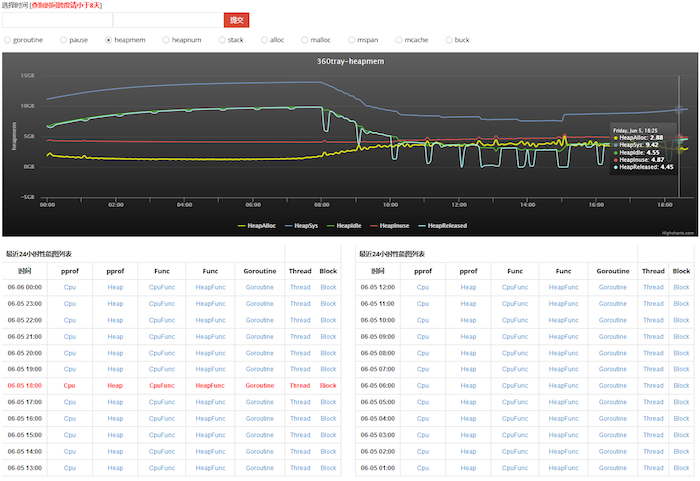 选择时间 [查询时间跨度请小于8天]
提交
goroutine pause heapmem heapnum stack alloc malloc mspan mcache buck
360tray-heapmem
heapmem
15GB
10GB
5GB
0GB
-5GB
00:00 02:00 04:00 06:00 08:00 10:00 12:00 14:00 16:00 18:00
Friday, Jun 5, 18:25
HeapAlloc: 2.88
HeapSys: 9.42
HeapIdle: 4.55
HeapInuse: 4.87
HeapReleased: 4.45
HeapAlloc HeapSys HeapIdle HeapInuse HeapReleased
Highcharts.com
最近24小时性能图列表
时间 pprof pprof Func Func Goroutine Thread Block
06-06 00:00 Cpu Heap CpuFunc HeapFunc Goroutine Thread Block
06-05 23:00 Cpu Heap CpuFunc HeapFunc Goroutine Thread Block
06-05 22:00 Cpu Heap CpuFunc HeapFunc Goroutine Thread Block
06-05 21:00 Cpu Heap CpuFunc HeapFunc Goroutine Thread Block
06-05 20:00 Cpu Heap CpuFunc HeapFunc Goroutine Thread Block
06-05 19:00 Cpu Heap CpuFunc HeapFunc Goroutine Thread Block
06-05 18:00 Cpu Heap CpuFunc HeapFunc Goroutine Thread Block
06-05 17:00 Cpu Heap CpuFunc HeapFunc Goroutine Thread Block
06-05 16:00 Cpu Heap CpuFunc HeapFunc Goroutine Thread Block
06-05 15:00 Cpu Heap CpuFunc HeapFunc Goroutine Thread Block
06-05 14:00 Cpu Heap CpuFunc HeapFunc Goroutine Thread Block
06-05 13:00 Cpu Heap CpuFunc HeapFunc Goroutine Thread Block
最近24小时性能图列表
时间 pprof pprof Func Func Goroutine Thread Block
06-05 12:00 Cpu Heap CpuFunc HeapFunc Goroutine Thread Block
06-05 11:00 Cpu Heap CpuFunc HeapFunc Goroutine Thread Block
06-05 10:00 Cpu Heap CpuFunc HeapFunc Goroutine Thread Block
06-05 09:00 Cpu Heap CpuFunc HeapFunc Goroutine Thread Block
06-05 08:00 Cpu Heap CpuFunc HeapFunc Goroutine Thread Block
06-05 07:00 Cpu Heap CpuFunc HeapFunc Goroutine Thread Block
06-05 06:00 Cpu Heap CpuFunc HeapFunc Goroutine Thread Block
06-05 05:00 Cpu Heap CpuFunc HeapFunc Goroutine Thread Block
06-05 04:00 Cpu Heap CpuFunc HeapFunc Goroutine Thread Block
06-05 03:00 Cpu Heap CpuFunc HeapFunc Goroutine Thread Block
06-05 02:00 Cpu Heap CpuFunc HeapFunc Goroutine Thread Block
06-05 01:00 Cpu Heap CpuFunc HeapFunc Goroutine Thread Block